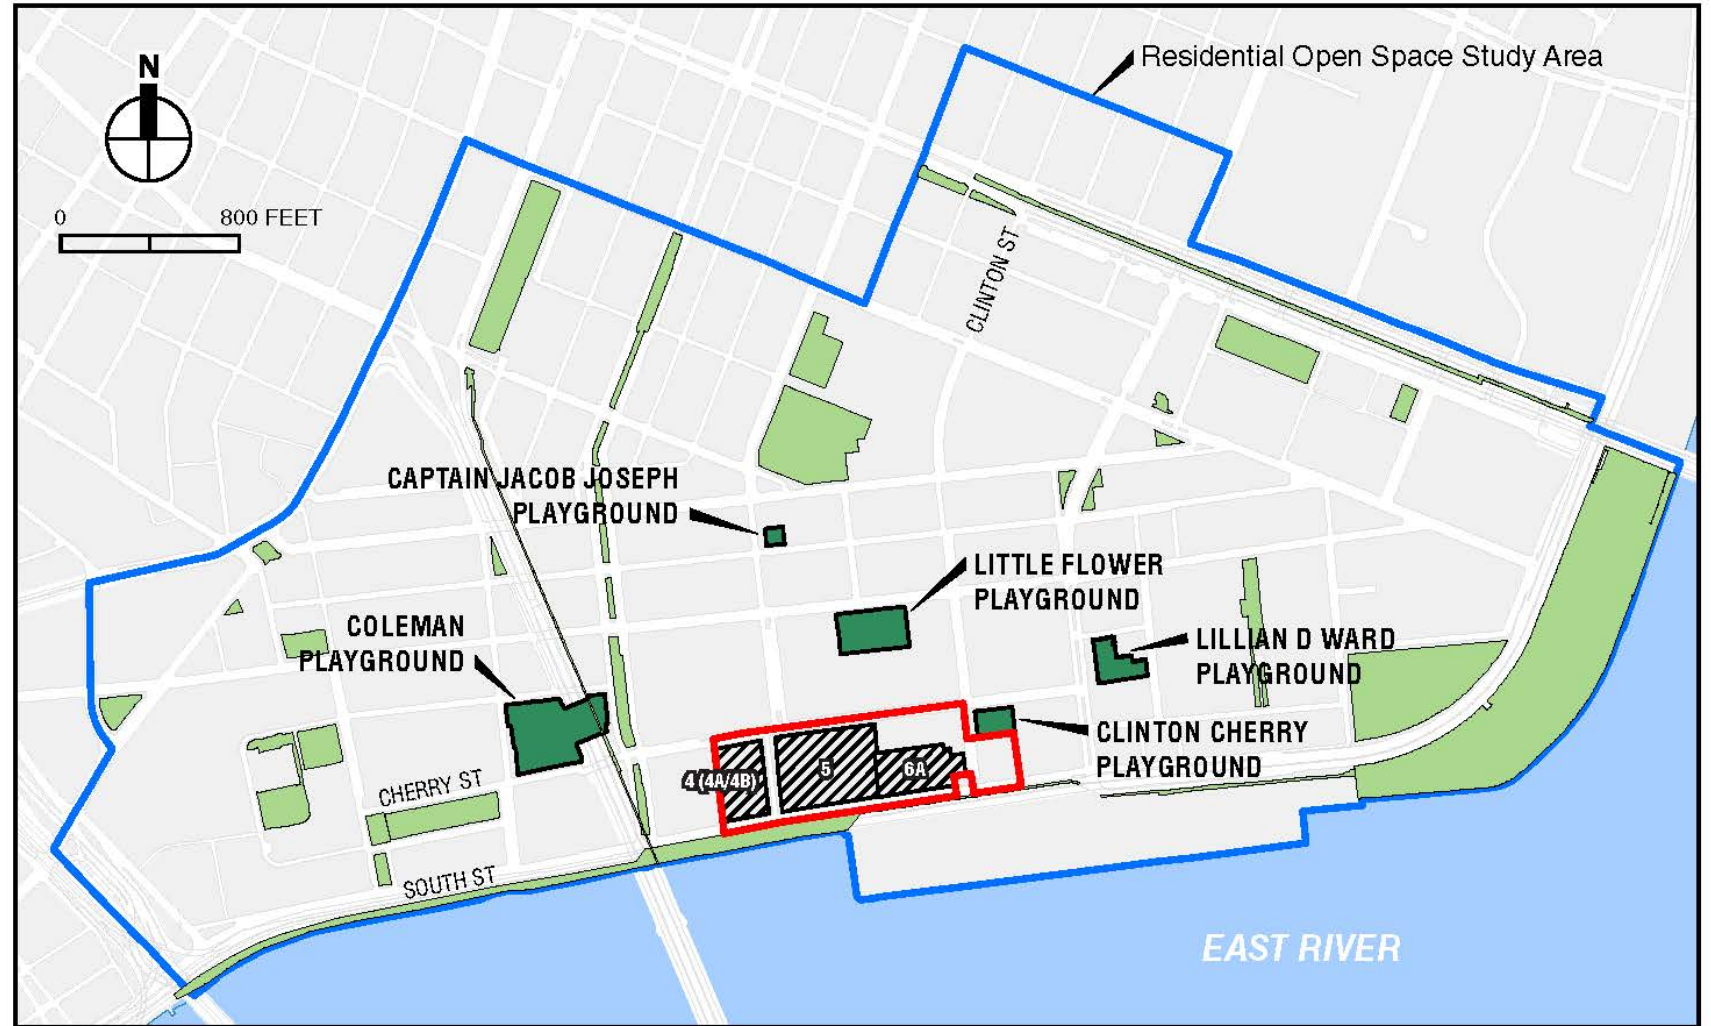 Residential Open Space Study Area
N
0 800 FEET
CLINTON ST
CAPTAIN JACOB JOSEPH
PLAYGROUND
LITTLE FLOWER
PLAYGROUND
COLEMAN
PLAYGROUND
LILLIAN D WARD
PLAYGROUND
CLINTON CHERRY
PLAYGROUND
4 (4A/4B)
5
6A
CHERRY ST
SOUTH ST
EAST RIVER